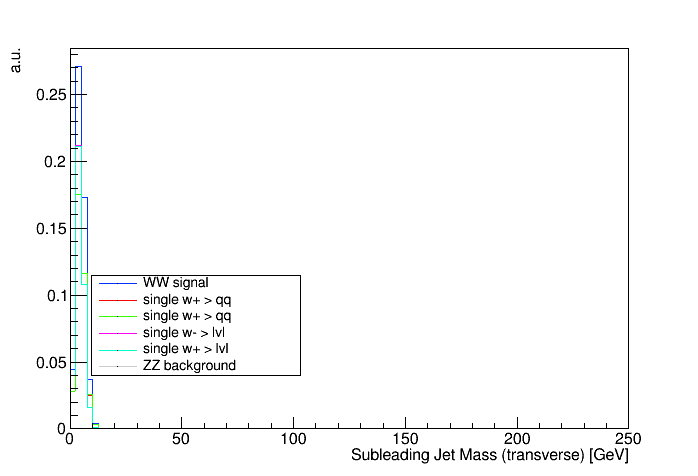 a.u.
0.25
0.2
0.15
0.1
0.05
0
WW signal
single w+ > qq
single w+ > qq
single w- > lvl
single w+ > lvl
ZZ background
0 50 100 150 200 250
Subleading Jet Mass (transverse) [GeV]